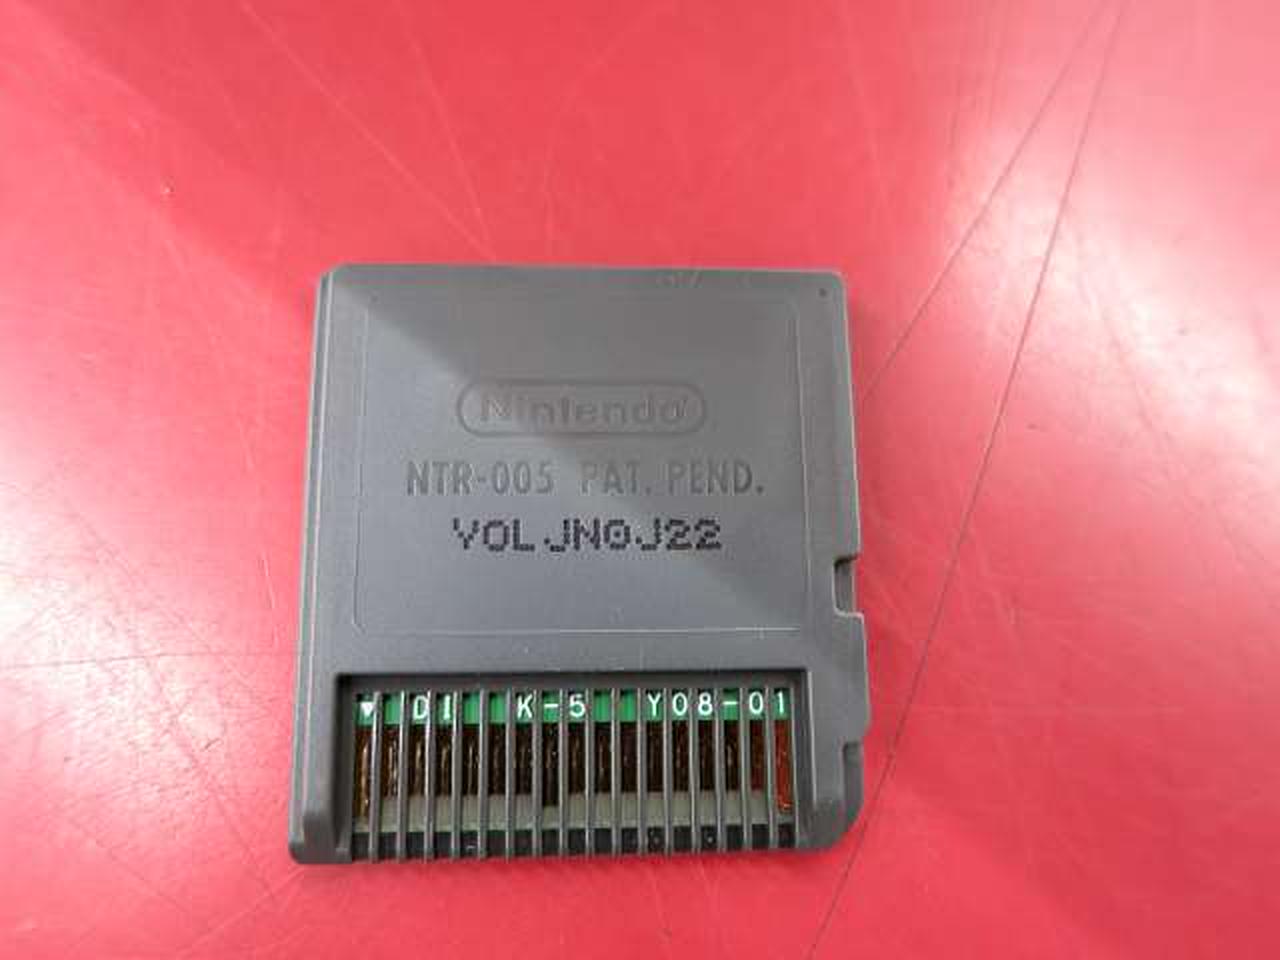 Nintendo
NTR-005 PAT. PEND.
VOLJN0J22
DI K-5 Y08-01